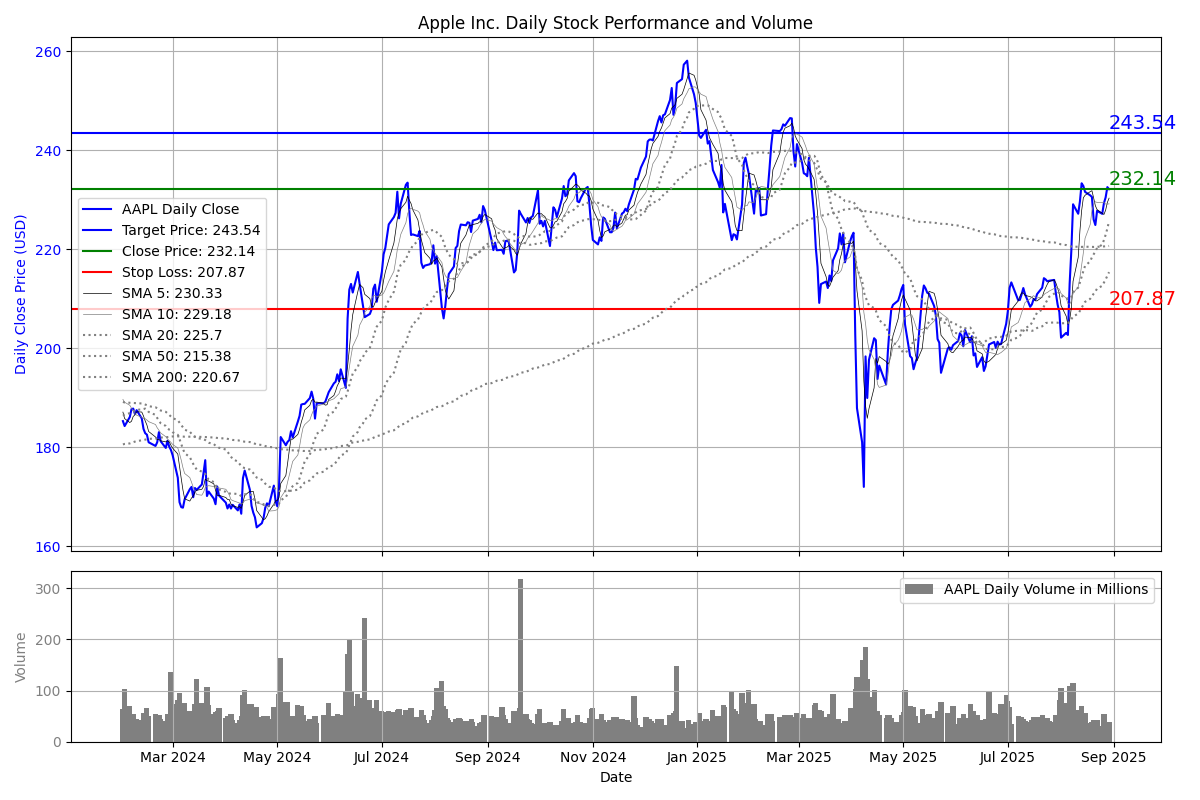 Apple Inc. Daily Stock Performance and Volume
260
240
220
200
180
160
Daily Close Price (USD)
243.54
232.14
207.87
AAPL Daily Close
Target Price: 243.54
Close Price: 232.14
Stop Loss: 207.87
SMA 5: 230.33
SMA 10: 229.18
SMA 20: 225.7
SMA 50: 215.38
SMA 200: 220.67
300
200
100
0
Volume
AAPL Daily Volume in Millions
Mar 2024 May 2024 Jul 2024 Sep 2024 Nov 2024 Jan 2025 Mar 2025 May 2025 Jul 2025 Sep 2025
Date